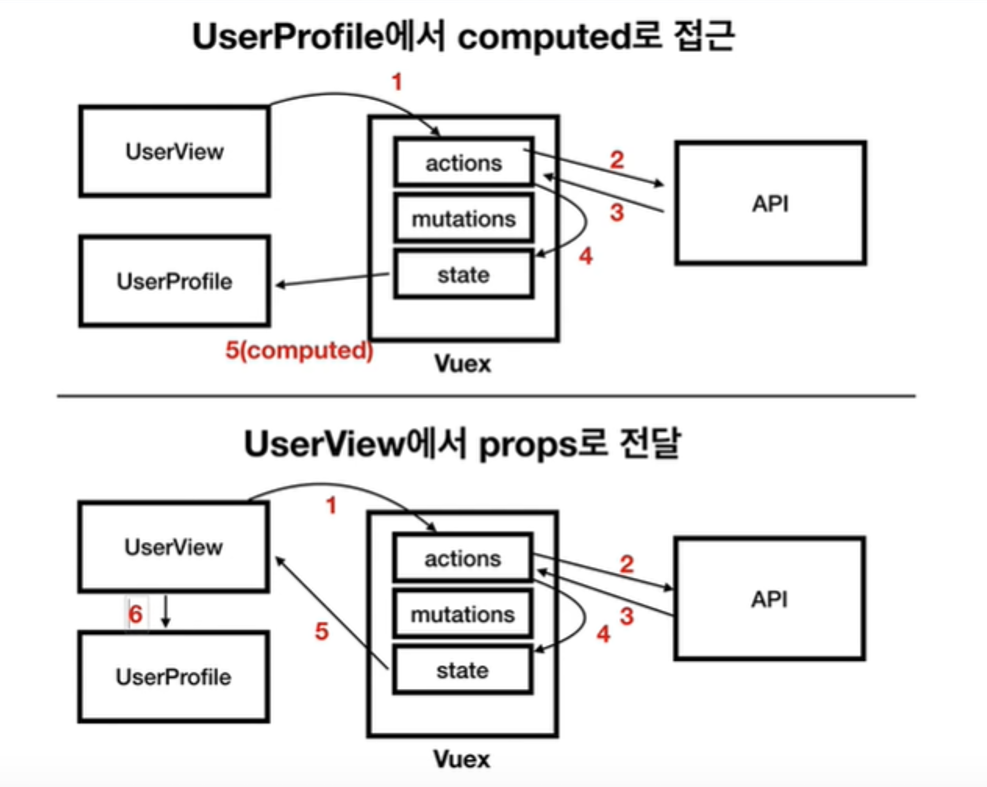 UserProfile에서 computed로 접근
1
UserView
actions
2
API
3
mutations
4
UserProfile
state
5(computed)
Vuex
UserView에서 props로 전달
1
UserView
actions
2
API
3
mutations
4
6
5
UserProfile
state
Vuex